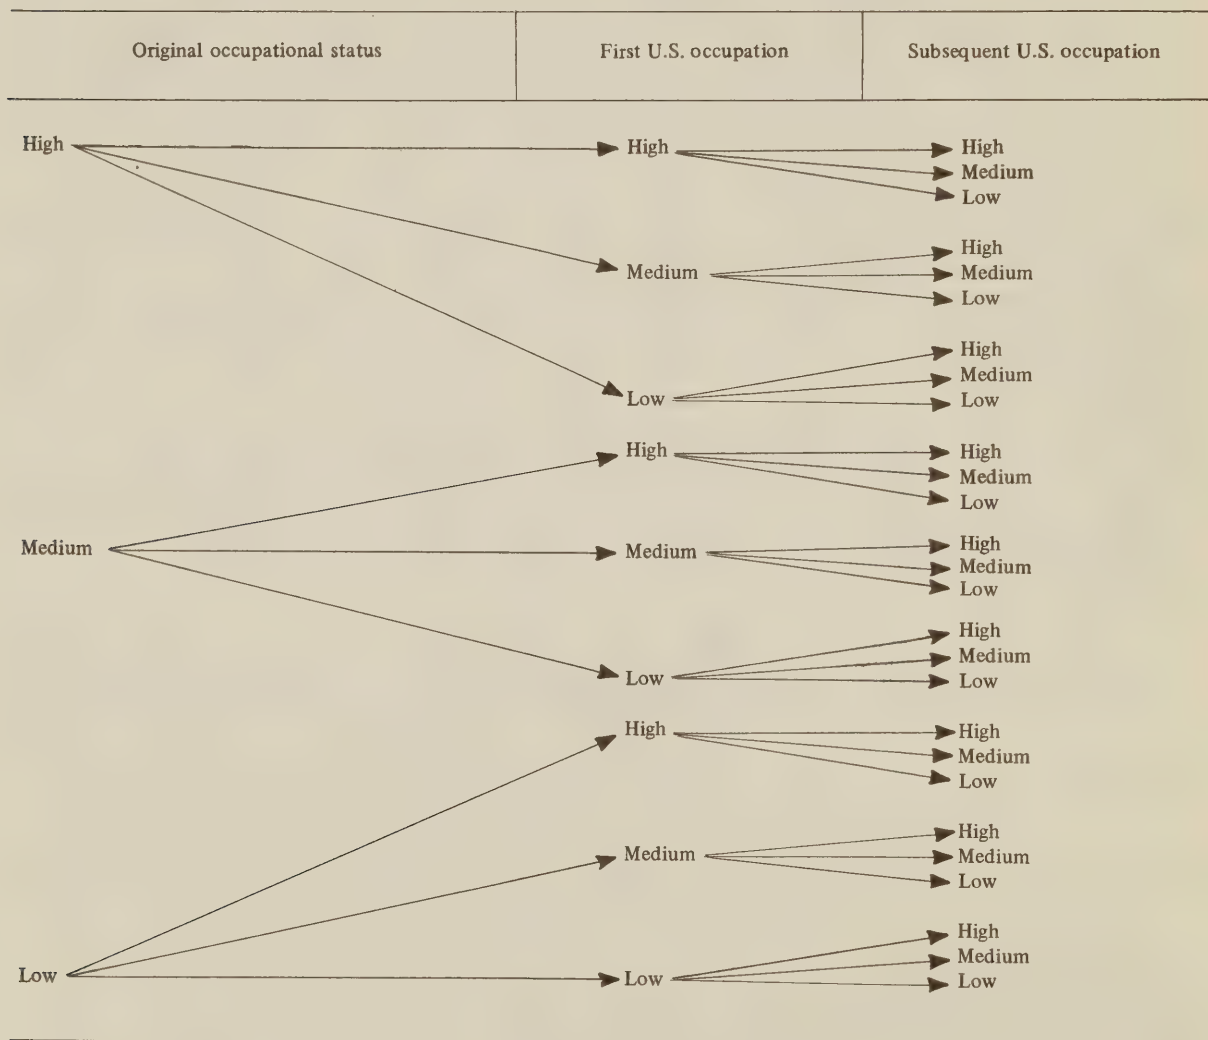 Original occupational status First U.S. occupation Subsequent U.S. occupation
High High High
Medium
Low
High
Medium Medium
Low
High
Medium
Low Low
High High
Medium
Low
High
Medium Medium Medium
Low
High
Medium
Low Low
High High
Medium
Low
High
Medium Medium
Low
High
Medium
Low Low Low